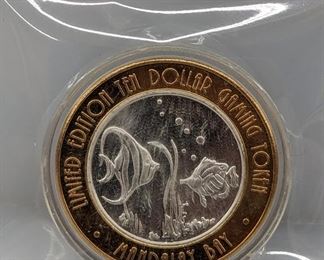 LIMITED EDITION TEN DOLLAR GAMING TOKEN
MANDALAY BAY